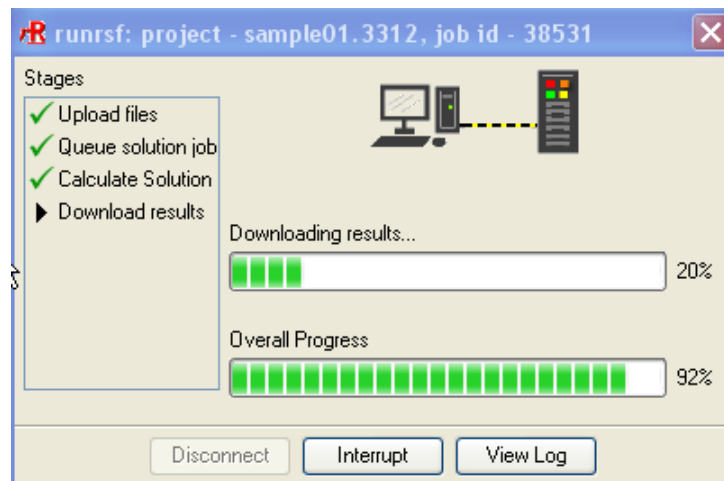 rR runrsf: project - sample01.3312, job id - 38531
Stages
Upload files
Queue solution job
Calculate Solution
Download results
Downloading results...
20%
Overall Progress
92%
Disconnect Interrupt View Log